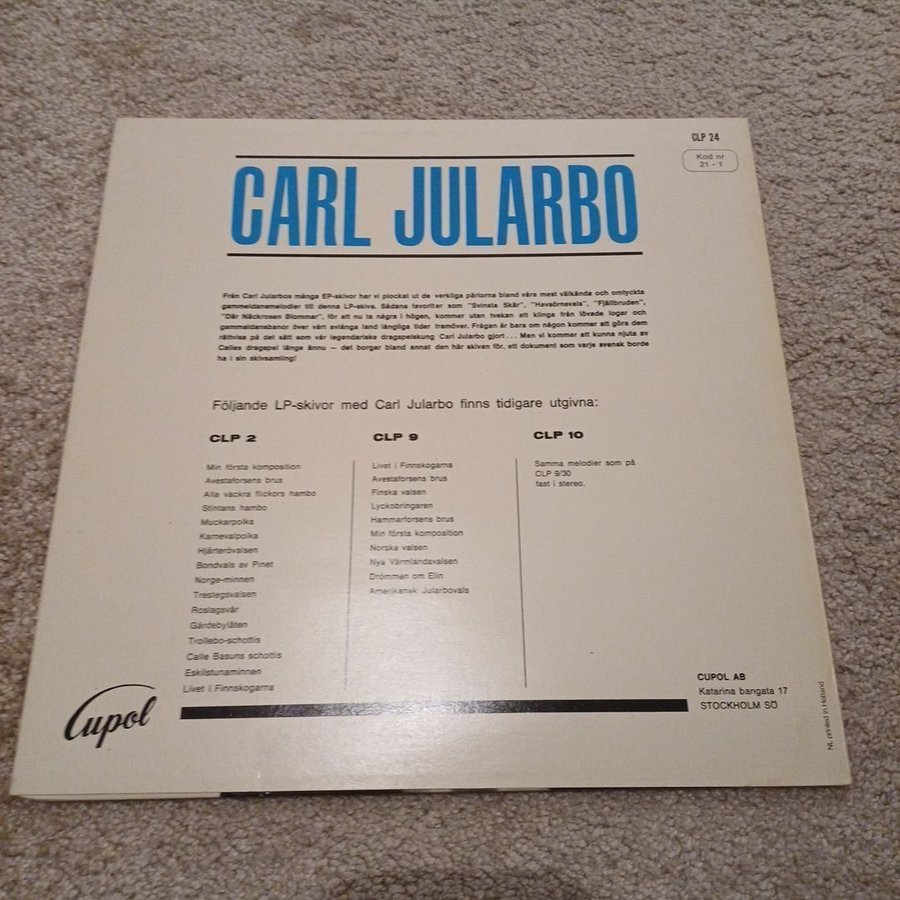 CLP 24
Kod nr
21 - 1
CARL JULARBO
Från Carl Jularbos många EP-skivor har vi plockat ut de verkliga pärlorna bland våra mest välkända och omtyckta
gammeldansmelodier till denna LP-skiva. Sådana favoriter som "Svinsta Skär", "Havsörnsvals", "Fjällbruden",
"Där Näckrosen Blommar", för att nu ta några i högen, kommer utan tvekan att klinga från lövade logar och
gammeldansbanor över vårt avlånga land långliga tider framöver. Frågan är bara om någon kommer att göra dem
rättvisa på det sätt som vår legendariske dragspelskung Carl Jularbo gjort... Men vi kommer att kunna njuta av
Calles dragspel länge ännu — det borgar bland annat den här skivan för, ett dokument som varje svensk borde
ha i sin skivsamling!
Följande LP-skivor med Carl Jularbo finns tidigare utgivna:
CLP 2
Min första komposition
Avestaforsens brus
Alla vackra flickors hambo
Stintans hambo
Muckarpolka
Karnevalpolka
Hjärterövalsen
Bondvals av Pinet
Norge-minnen
Trestegsvalsen
Roslagsvår
Gärdebylåten
Trollebo-schottis
Calle Basuns schottis
Eskilstunaminnen
Livet i Finnskogarna
CLP 9
Livet i Finnskogarna
Avestaforsens brus
Finska valsen
Lyckobringaren
Hammarforsens brus
Min första komposition
Norska valsen
Nya Värmlandsvalsen
Drömmen om Elin
Amerikansk Jularbovals
CLP 10
Samma melodier som på
CLP 9/30
fast i stereo.
Cupol
CUPOL AB
Katarina bangata 17
STOCKHOLM SÖ
NL printed in Holland